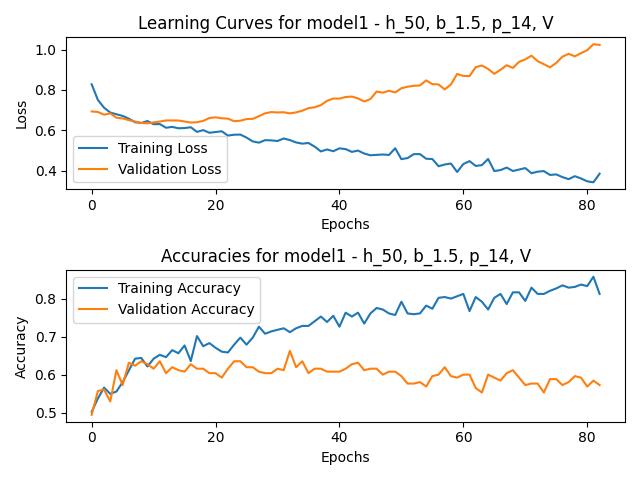 Learning Curves for model1 - h_50, b_1.5, p_14, V
1.0
0.8
0.6
0.4
Loss
Training Loss
Validation Loss
0 20 40 60 80
Epochs
Accuracies for model1 - h_50, b_1.5, p_14, V
0.8
0.7
0.6
0.5
Accuracy
Training Accuracy
Validation Accuracy
0 20 40 60 80
Epochs